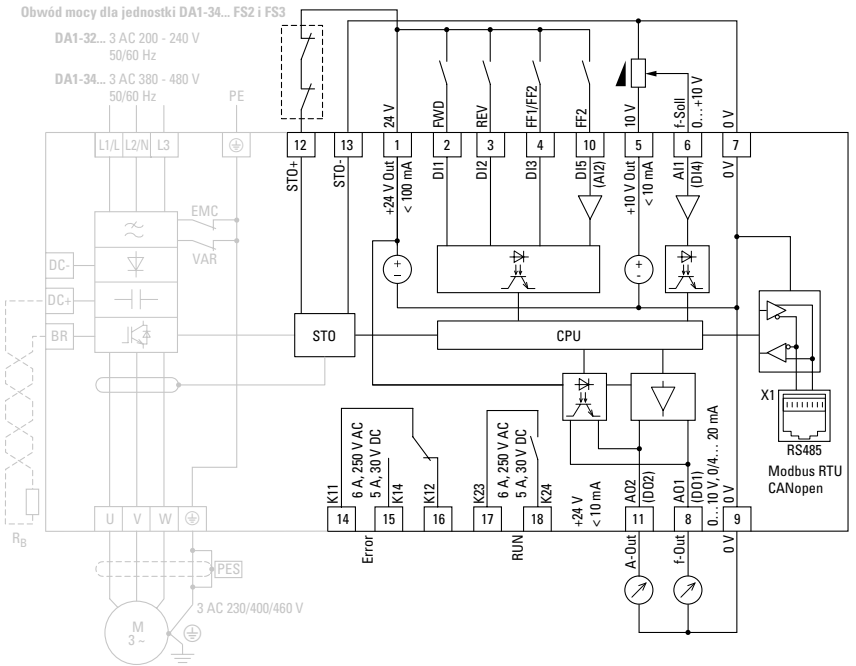 Obwód mocy dla jednostki DA1-34... FS2 i FS3
DA1-32... 3 AC 200 - 240 V
50/60 Hz
DA1-34... 3 AC 380 - 480 V
50/60 Hz
PE
24 V
FWD
REV
FF1/FF2
FF2
10 V
f-Soll
0...+10 V
0 V
L1/L
L2/N
L3
12
13
1
2
3
4
10
5
6
7
STO+
STO-
+24 V Out
< 100 mA
DI1
DI2
DI3
DI5
(AI2)
+10 V Out
< 10 mA
AI1
(DI4)
0 V
EMC
VAR
DC-
DC+
BR
STO
CPU
X1
RS485
Modbus RTU
CANopen
K11
6 A, 250 V AC
5 A, 30 V DC
K14
K12
K23
6 A, 250 V AC
5 A, 30 V DC
K24
+24 V
< 10 mA
AO2
(DO2)
AO1
(DO1)
0... 10 V, 0/4... 20 mA
0 V
U
V
W
14
15
16
17
18
11
8
9
RB
Error
RUN
A-Out
f-Out
0 V
PES
3 AC 230/400/460 V
M
3 ~